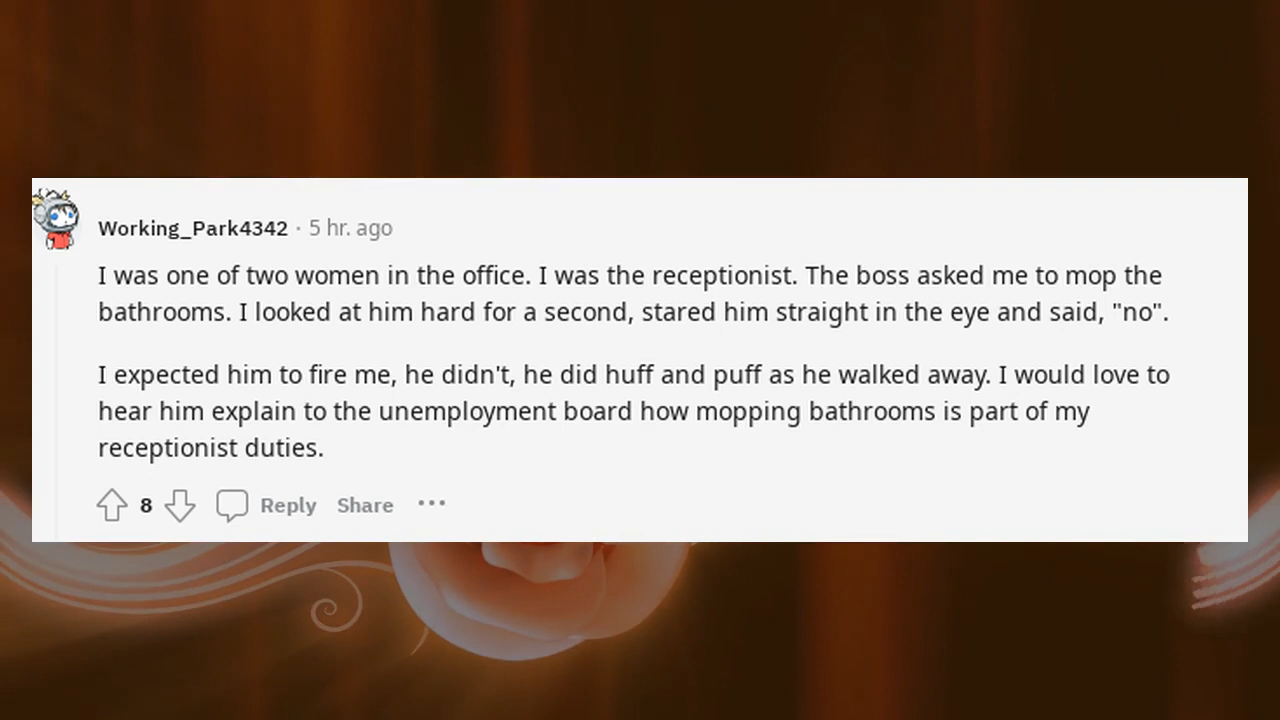 Working_Park4342 · 5 hr. ago
I was one of two women in the office. I was the receptionist. The boss asked me to mop the
bathrooms. I looked at him hard for a second, stared him straight in the eye and said, "no".
I expected him to fire me, he didn't, he did huff and puff as he walked away. I would love to
hear him explain to the unemployment board how mopping bathrooms is part of my
receptionist duties.
8 Reply Share ···